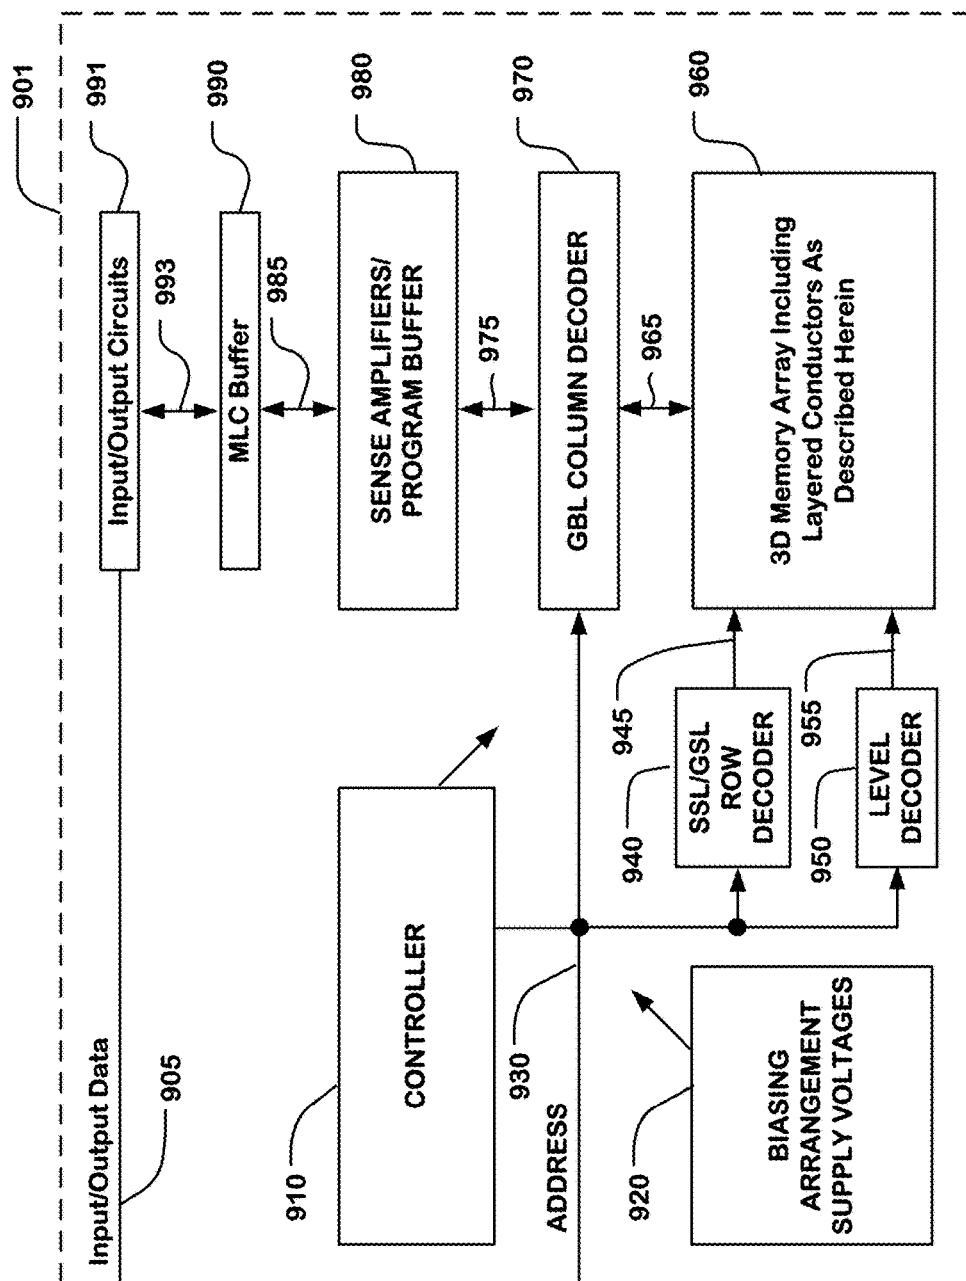 901
Input/Output Data
905
Input/Output Circuits
991
993
MLC Buffer
990
985
910
CONTROLLER
SENSE AMPLIFIERS/
PROGRAM BUFFER
980
975
ADDRESS
930
GBL COLUMN DECODER
970
965
920
BIASING
ARRANGEMENT
SUPPLY VOLTAGES
940
SSL/GSL
ROW
DECODER
945
950
LEVEL
DECODER
955
3D Memory Array Including
Layered Conductors As
Described Herein
960